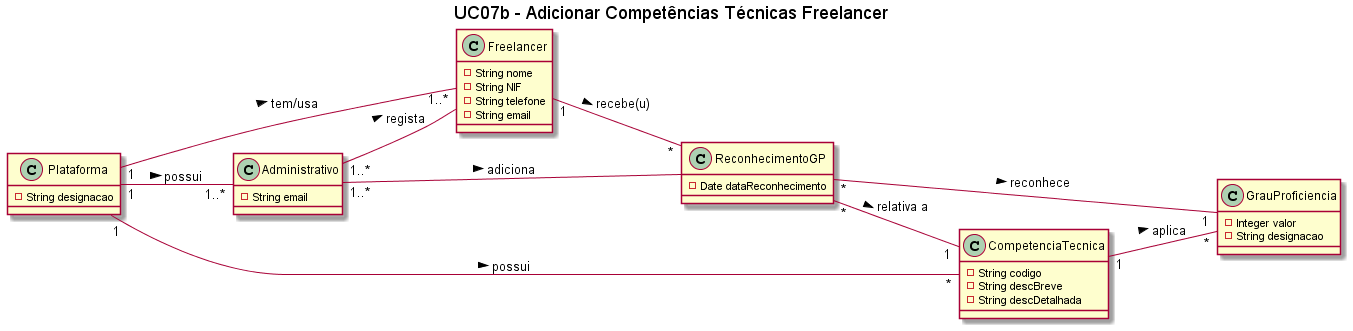 UC07b - Adicionar Competências Técnicas Freelancer
C Freelancer
String nome
String NIF
String telefone
String email
tem/usa
1
1..*
regista
1..*
recebe(u)
1
*
C Plataforma
String designacao
possui
1
1..*
C Administrativo
String email
adiciona
1..*
C ReconhecimentoGP
Date dataReconhecimento
reconhece
*
1
relativa a
*
1
C GrauProficiencia
Integer valor
String designacao
aplica
1
*
C CompetenciaTecnica
String codigo
String descBreve
String descDetalhada
possui
1
*